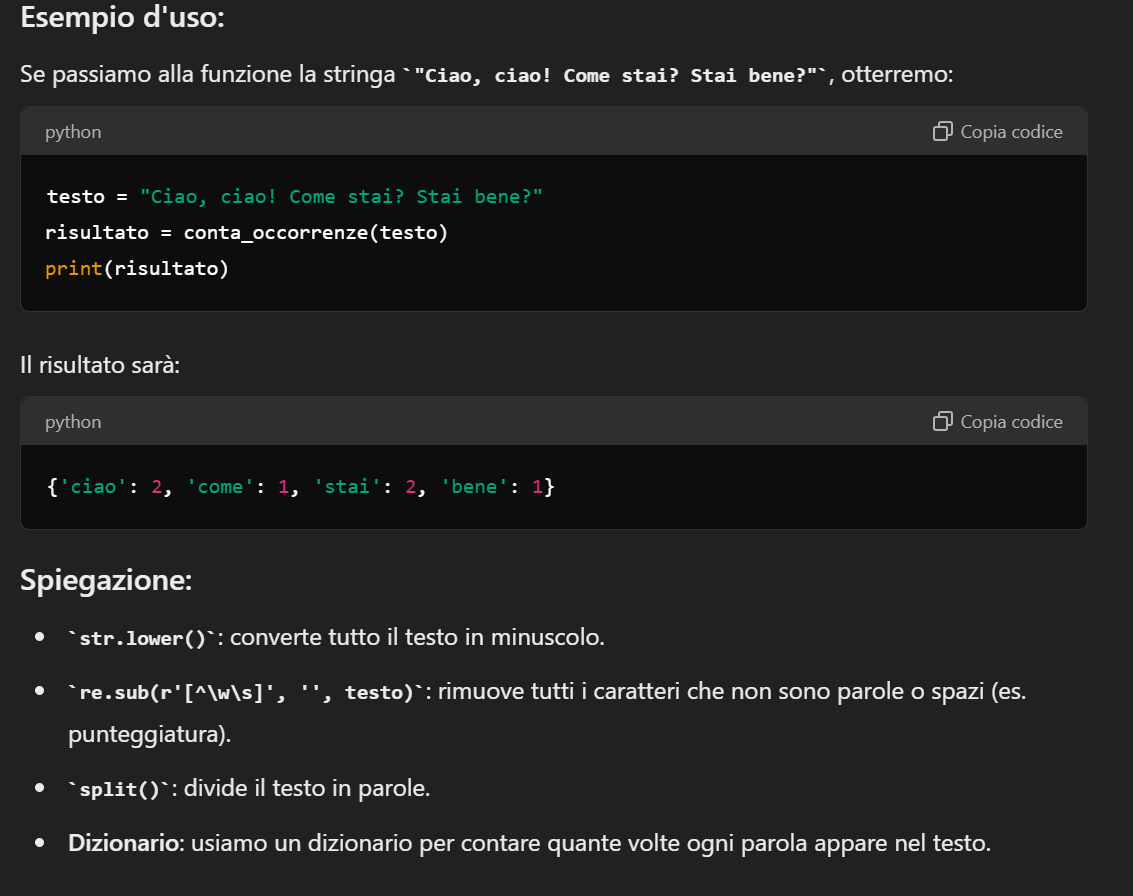 Esempio d'uso:
Se passiamo alla funzione la stringa `"Ciao, ciao! Come stai? Stai bene?"`, otterremo:
python
Copia codice
testo = "Ciao, ciao! Come stai? Stai bene?"
risultato = conta_occorrenze(testo)
print(risultato)
Il risultato sarà:
python
Copia codice
{'ciao': 2, 'come': 1, 'stai': 2, 'bene': 1}
Spiegazione:
• `str.lower()`: converte tutto il testo in minuscolo.
• `re.sub(r'[^\w\s]', '', testo)`: rimuove tutti i caratteri che non sono parole o spazi (es.
punteggiatura).
• `split()`: divide il testo in parole.
• Dizionario: usiamo un dizionario per contare quante volte ogni parola appare nel testo.